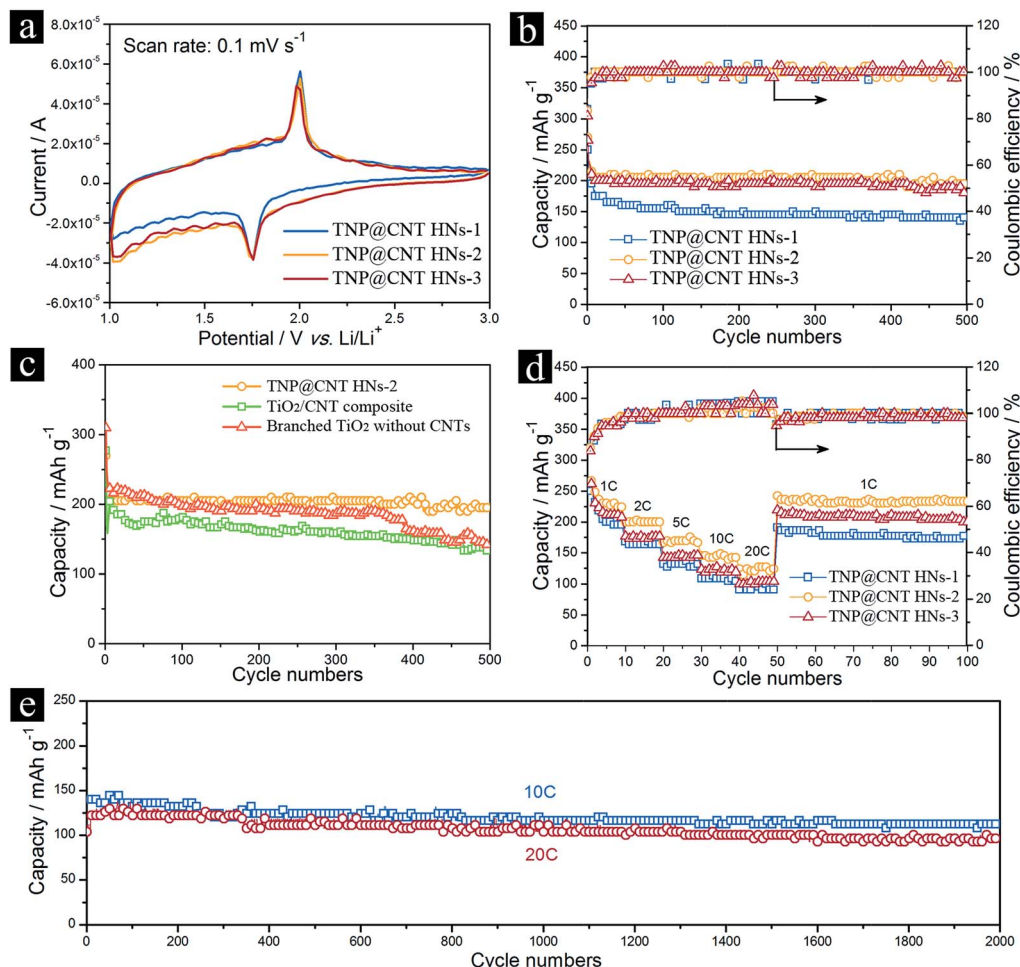 a
Scan rate: 0.1 mV s⁻¹
Current / A
8.0x10⁻⁵
6.0x10⁻⁵
4.0x10⁻⁵
2.0x10⁻⁵
0.0
-2.0x10⁻⁵
-4.0x10⁻⁵
-6.0x10⁻⁵
TNP@CNT HNs-1
TNP@CNT HNs-2
TNP@CNT HNs-3
1.0 1.5 2.0 2.5 3.0
Potential / V vs. Li/Li⁺
b
Capacity / mAh g⁻¹
450
400
350
300
250
200
150
100
50
0
TNP@CNT HNs-1
TNP@CNT HNs-2
TNP@CNT HNs-3
120
100
80
60
40
20
0
Coulombic efficiency / %
0 100 200 300 400 500
Cycle numbers
c
Capacity / mAh g⁻¹
400
300
200
100
0
TNP@CNT HNs-2
TiO₂/CNT composite
Branched TiO₂ without CNTs
0 100 200 300 400 500
Cycle numbers
d
Capacity / mAh g⁻¹
450
400
350
300
250
200
150
100
50
0
1C
2C
5C
10C
20C
1C
TNP@CNT HNs-1
TNP@CNT HNs-2
TNP@CNT HNs-3
120
100
80
60
40
20
0
Coulombic efficiency / %
0 10 20 30 40 50 60 70 80 90 100
Cycle numbers
e
Capacity / mAh g⁻¹
250
200
150
100
50
0
10C
20C
0 200 400 600 800 1000 1200 1400 1600 1800 2000
Cycle numbers